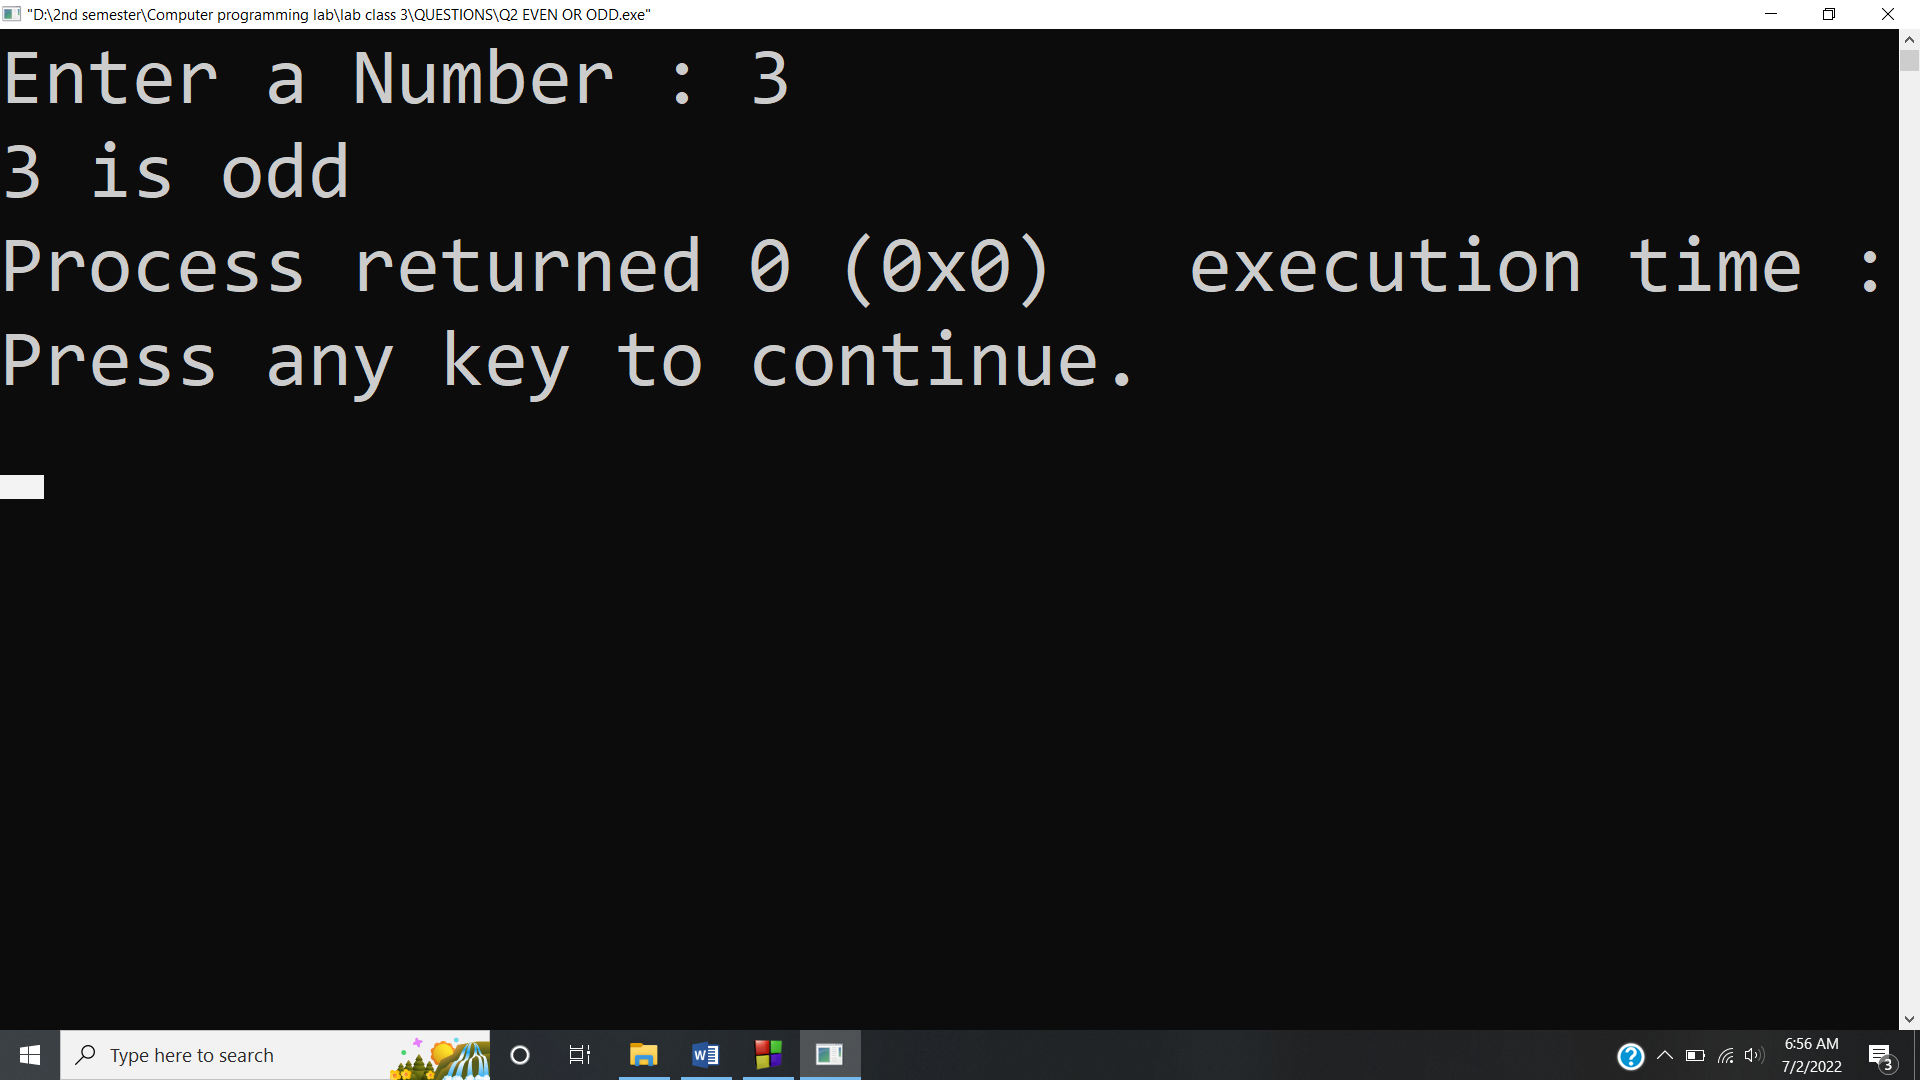 "D:\2nd semester\Computer programming lab\lab class 3\QUESTIONS\Q2 EVEN OR ODD.exe"
Enter a Number : 3
3 is odd
Process returned 0 (0x0)   execution time :
Press any key to continue.
Type here to search
6:56 AM
7/2/2022
3